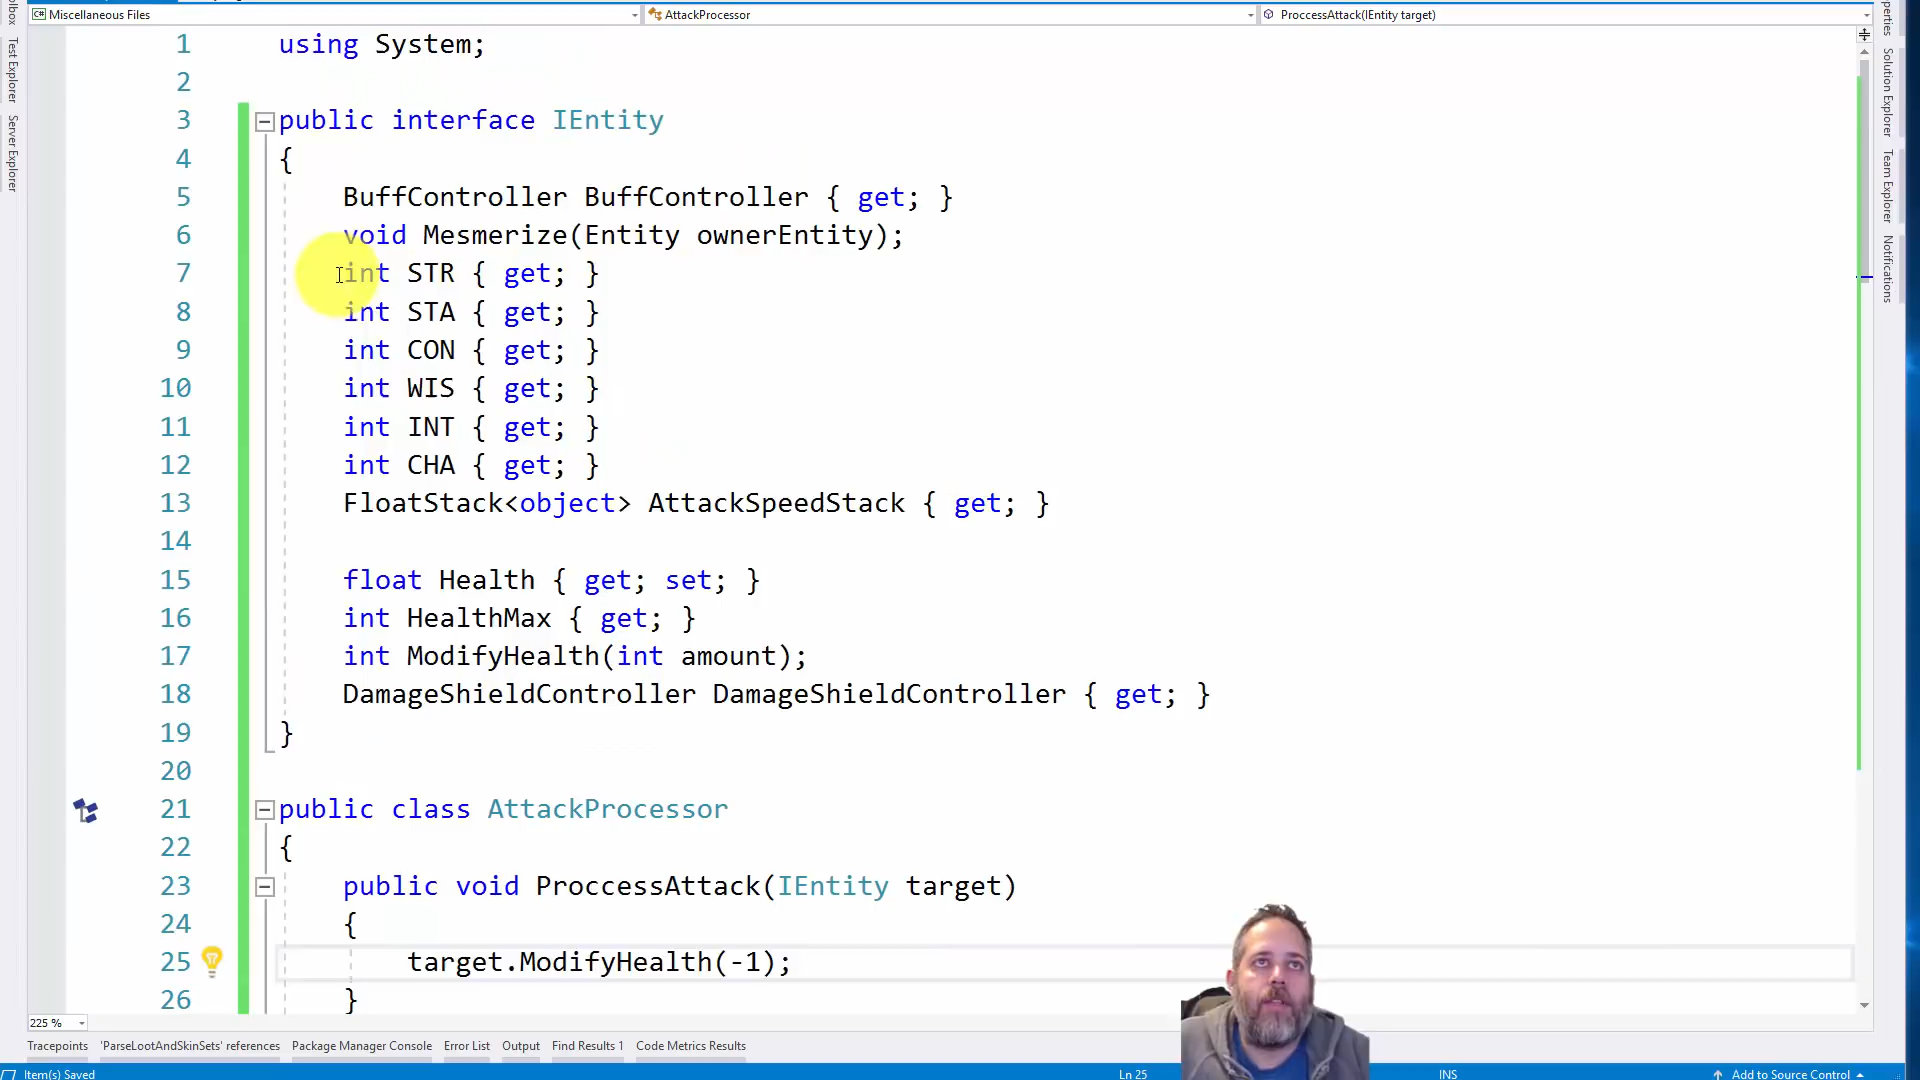 Miscellaneous Files
AttackProcessor
ProccessAttack(IEntity target)
Test Explorer
Server Explorer
Solution Explorer
Team Explorer
Notifications
1 using System;
2
3 public interface IEntity
4 {
5 BuffController BuffController { get; }
6 void Mesmerize(Entity ownerEntity);
7 int STR { get; }
8 int STA { get; }
9 int CON { get; }
10 int WIS { get; }
11 int INT { get; }
12 int CHA { get; }
13 FloatStack<object> AttackSpeedStack { get; }
14
15 float Health { get; set; }
16 int HealthMax { get; }
17 int ModifyHealth(int amount);
18 DamageShieldController DamageShieldController { get; }
19 }
20
21 public class AttackProcessor
22 {
23 public void ProccessAttack(IEntity target)
24 {
25 target.ModifyHealth(-1);
26 }
225 %
Tracepoints 'ParseLootAndSkinSets' references Package Manager Console Error List Output Find Results 1 Code Metrics Results
Item(s) Saved Ln 25 INS Add to Source Control